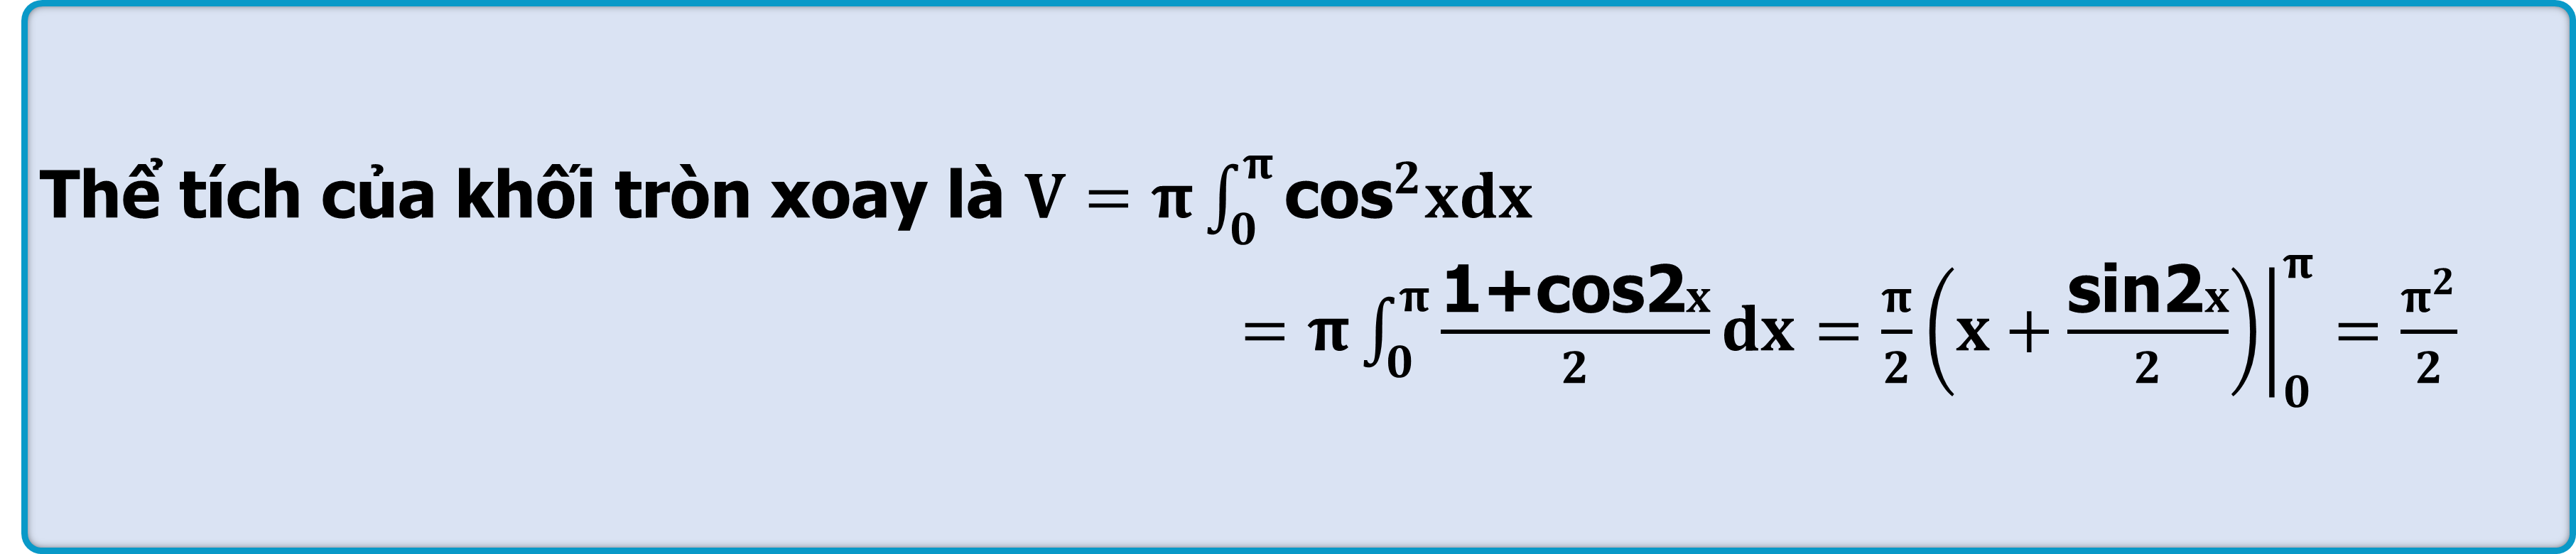 Thể tích của khối tròn xoay là V = π∫₀^π cos²xdx
= π∫₀^π (1+cos2x)/2 dx = π/2 (x + sin2x/2)|₀^π = π²/2